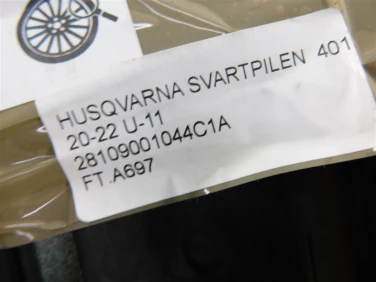 HUSQVARNA SVARTPILEN 401
20-22 U-11
28109001044C1A
FT.A697